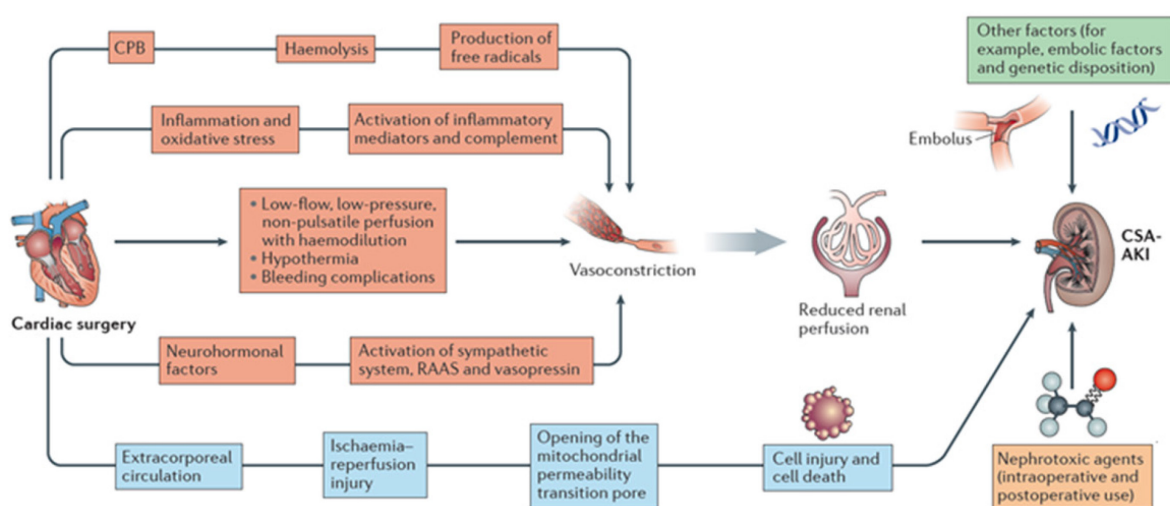 CPB
Haemolysis
Production of
free radicals
Other factors (for
example, embolic factors
and genetic disposition)
Inflammation and
oxidative stress
Activation of inflammatory
mediators and complement
Embolus
• Low-flow, low-pressure,
non-pulsatile perfusion
with haemodilution
• Hypothermia
• Bleeding complications
Vasoconstriction
CSA-
AKI
Cardiac surgery
Reduced renal
perfusion
Neurohormonal
factors
Activation of sympathetic
system, RAAS and vasopressin
Extracorporeal
circulation
Ischaemia–
reperfusion
injury
Opening of the
mitochondrial
permeability
transition pore
Cell injury and
cell death
Nephrotoxic agents
(intraoperative and
postoperative use)